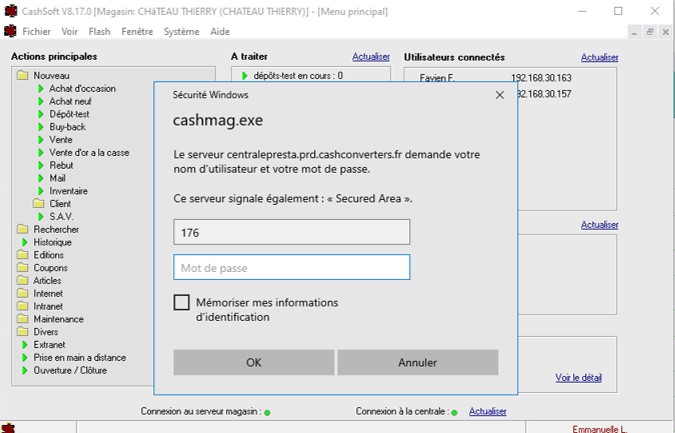 CashSoft V8.17.0 [Magasin: CHâTEAU THIERRY (CHATEAU THIERRY)] - [Menu principal]
Fichier Voir Flash Fenêtre Système Aide
Actions principales
Nouveau
Achat d'occasion
Achat neuf
Dépôt-test
Buy-back
Vente
Vente d'or a la casse
Rebut
Mail
Inventaire
Client
S.A.V.
Rechercher
Historique
Editions
Coupons
Articles
Internet
Intranet
Maintenance
Divers
Extranet
Prise en main a distance
Ouverture / Clôture
A traiter Actualiser
dépôts-test en cours : 0
Utilisateurs connectés Actualiser
Favien F. 192.168.30.163
92.168.30.157
Actualiser
Voir le détail
Sécurité Windows
cashmag.exe
Le serveur centralepresta.prd.cashconverters.fr demande votre
nom d'utilisateur et votre mot de passe.
Ce serveur signale également : « Secured Area ».
176
Mot de passe
Mémoriser mes informations
d'identification
OK Annuler
Connexion au serveur magasin : Connexion à la centrale : Actualiser
Emmanuelle L.